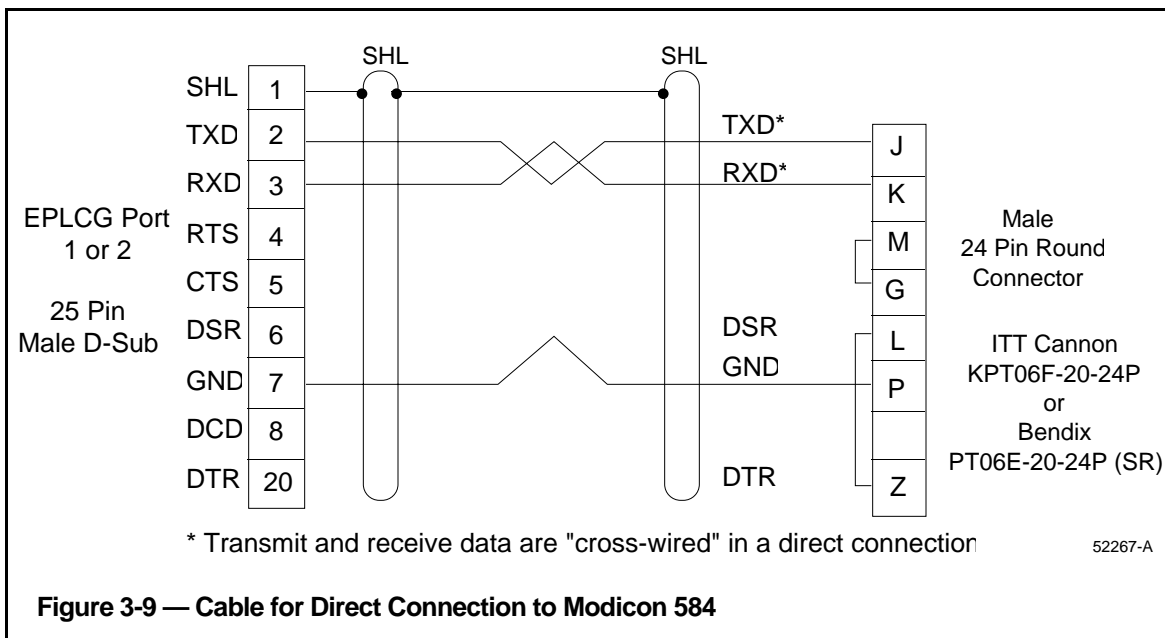 SHL SHL
SHL 1
TXD 2 TXD* J
RXD 3 RXD* K
EPLCG Port
1 or 2
25 Pin
Male D-Sub
RTS 4 M
CTS 5 G
DSR 6 DSR L
GND 7 GND P
DCD 8
DTR 20 DTR Z
Male
24 Pin Round
Connector
ITT Cannon
KPT06F-20-24P
or
Bendix
PT06E-20-24P (SR)
* Transmit and receive data are "cross-wired" in a direct connection
52267-A
Figure 3-9 — Cable for Direct Connection to Modicon 584